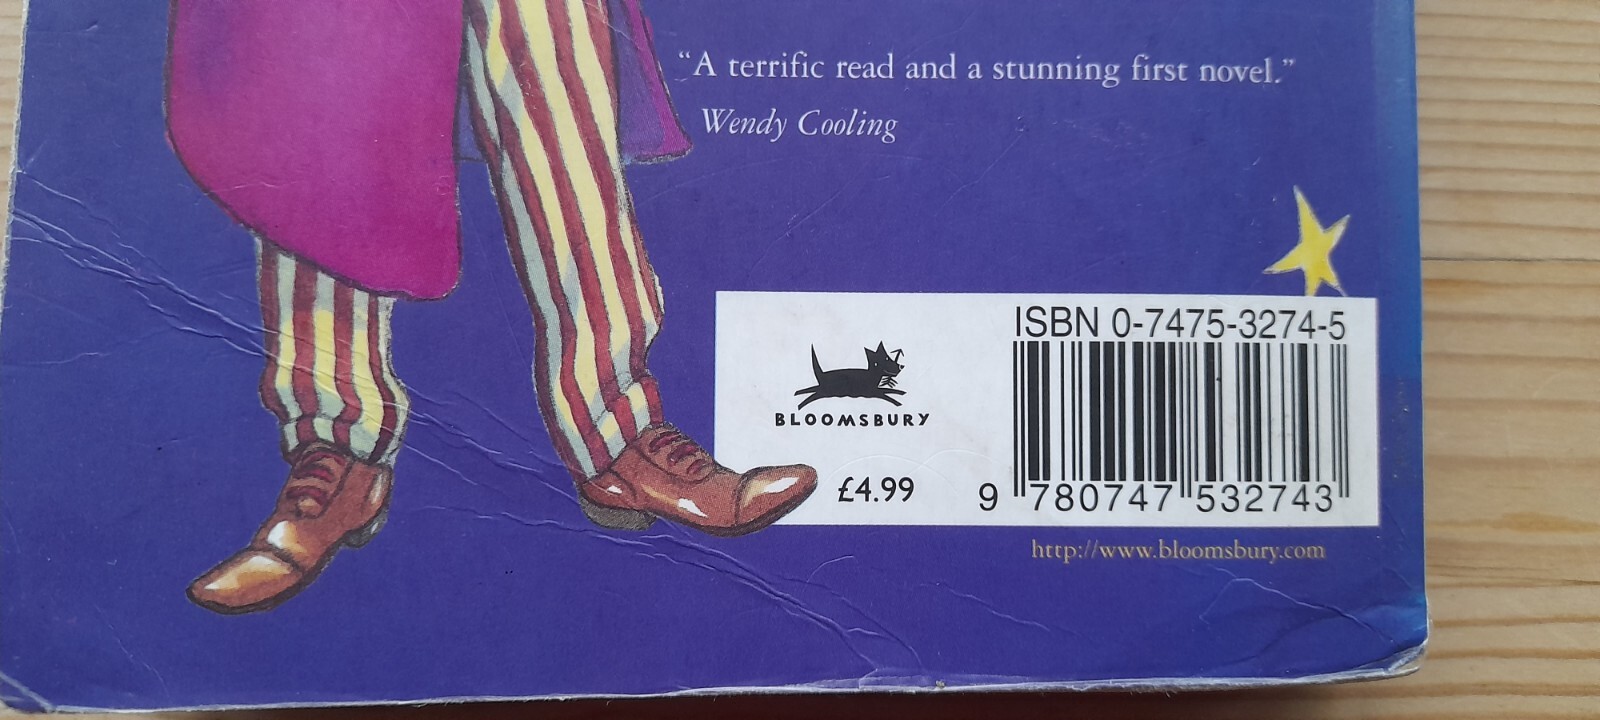 “A terrific read and a stunning first novel.”
Wendy Cooling
ISBN 0-7475-3274-5
BLOOMSBURY
£4.99
9 780747 532743
http://www.bloomsbury.com